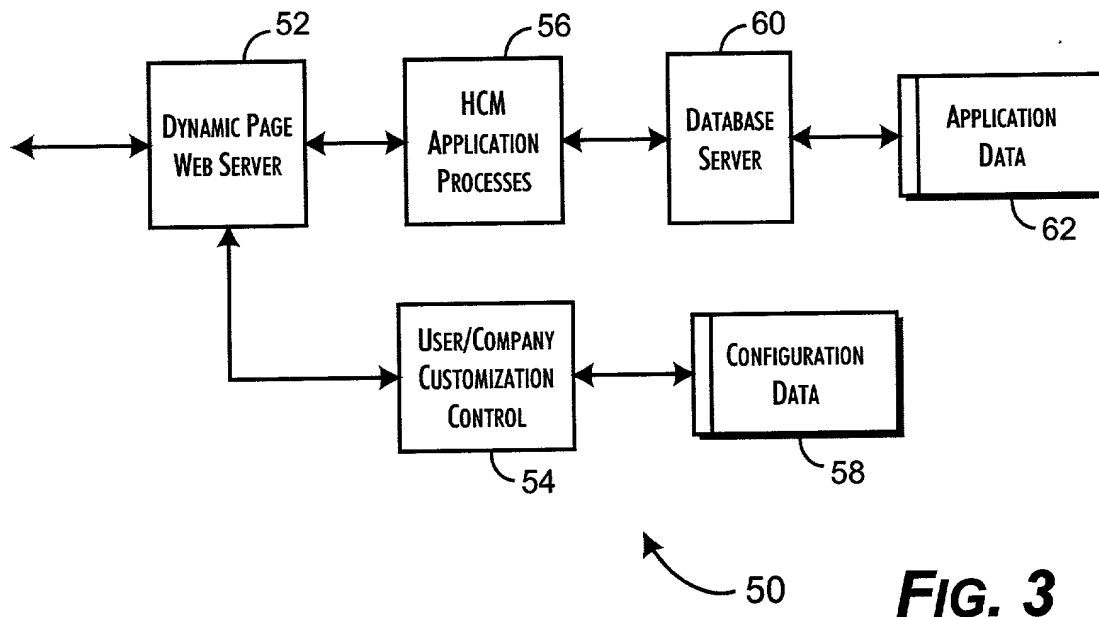 52
56
60
DYNAMIC PAGE
WEB SERVER
HCM
APPLICATION
PROCESSES
DATABASE
SERVER
APPLICATION
DATA
62
USER/COMPANY
CUSTOMIZATION
CONTROL
CONFIGURATION
DATA
54
58
50
FIG. 3